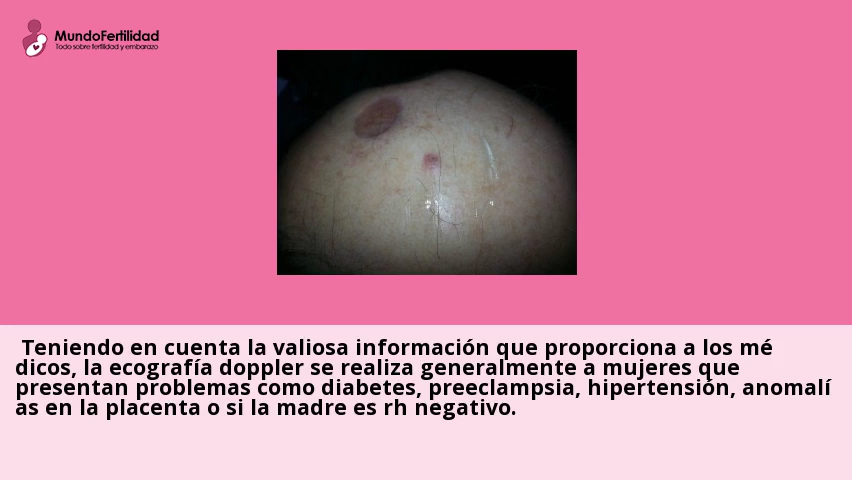 MundoFertilidad
Todo sobre fertilidad y embarazo
Teniendo en cuenta la valiosa información que proporciona a los mé
dicos, la ecografía doppler se realiza generalmente a mujeres que
presentan problemas como diabetes, preeclampsia, hipertensión, anomalí
as en la placenta o si la madre es rh negativo.